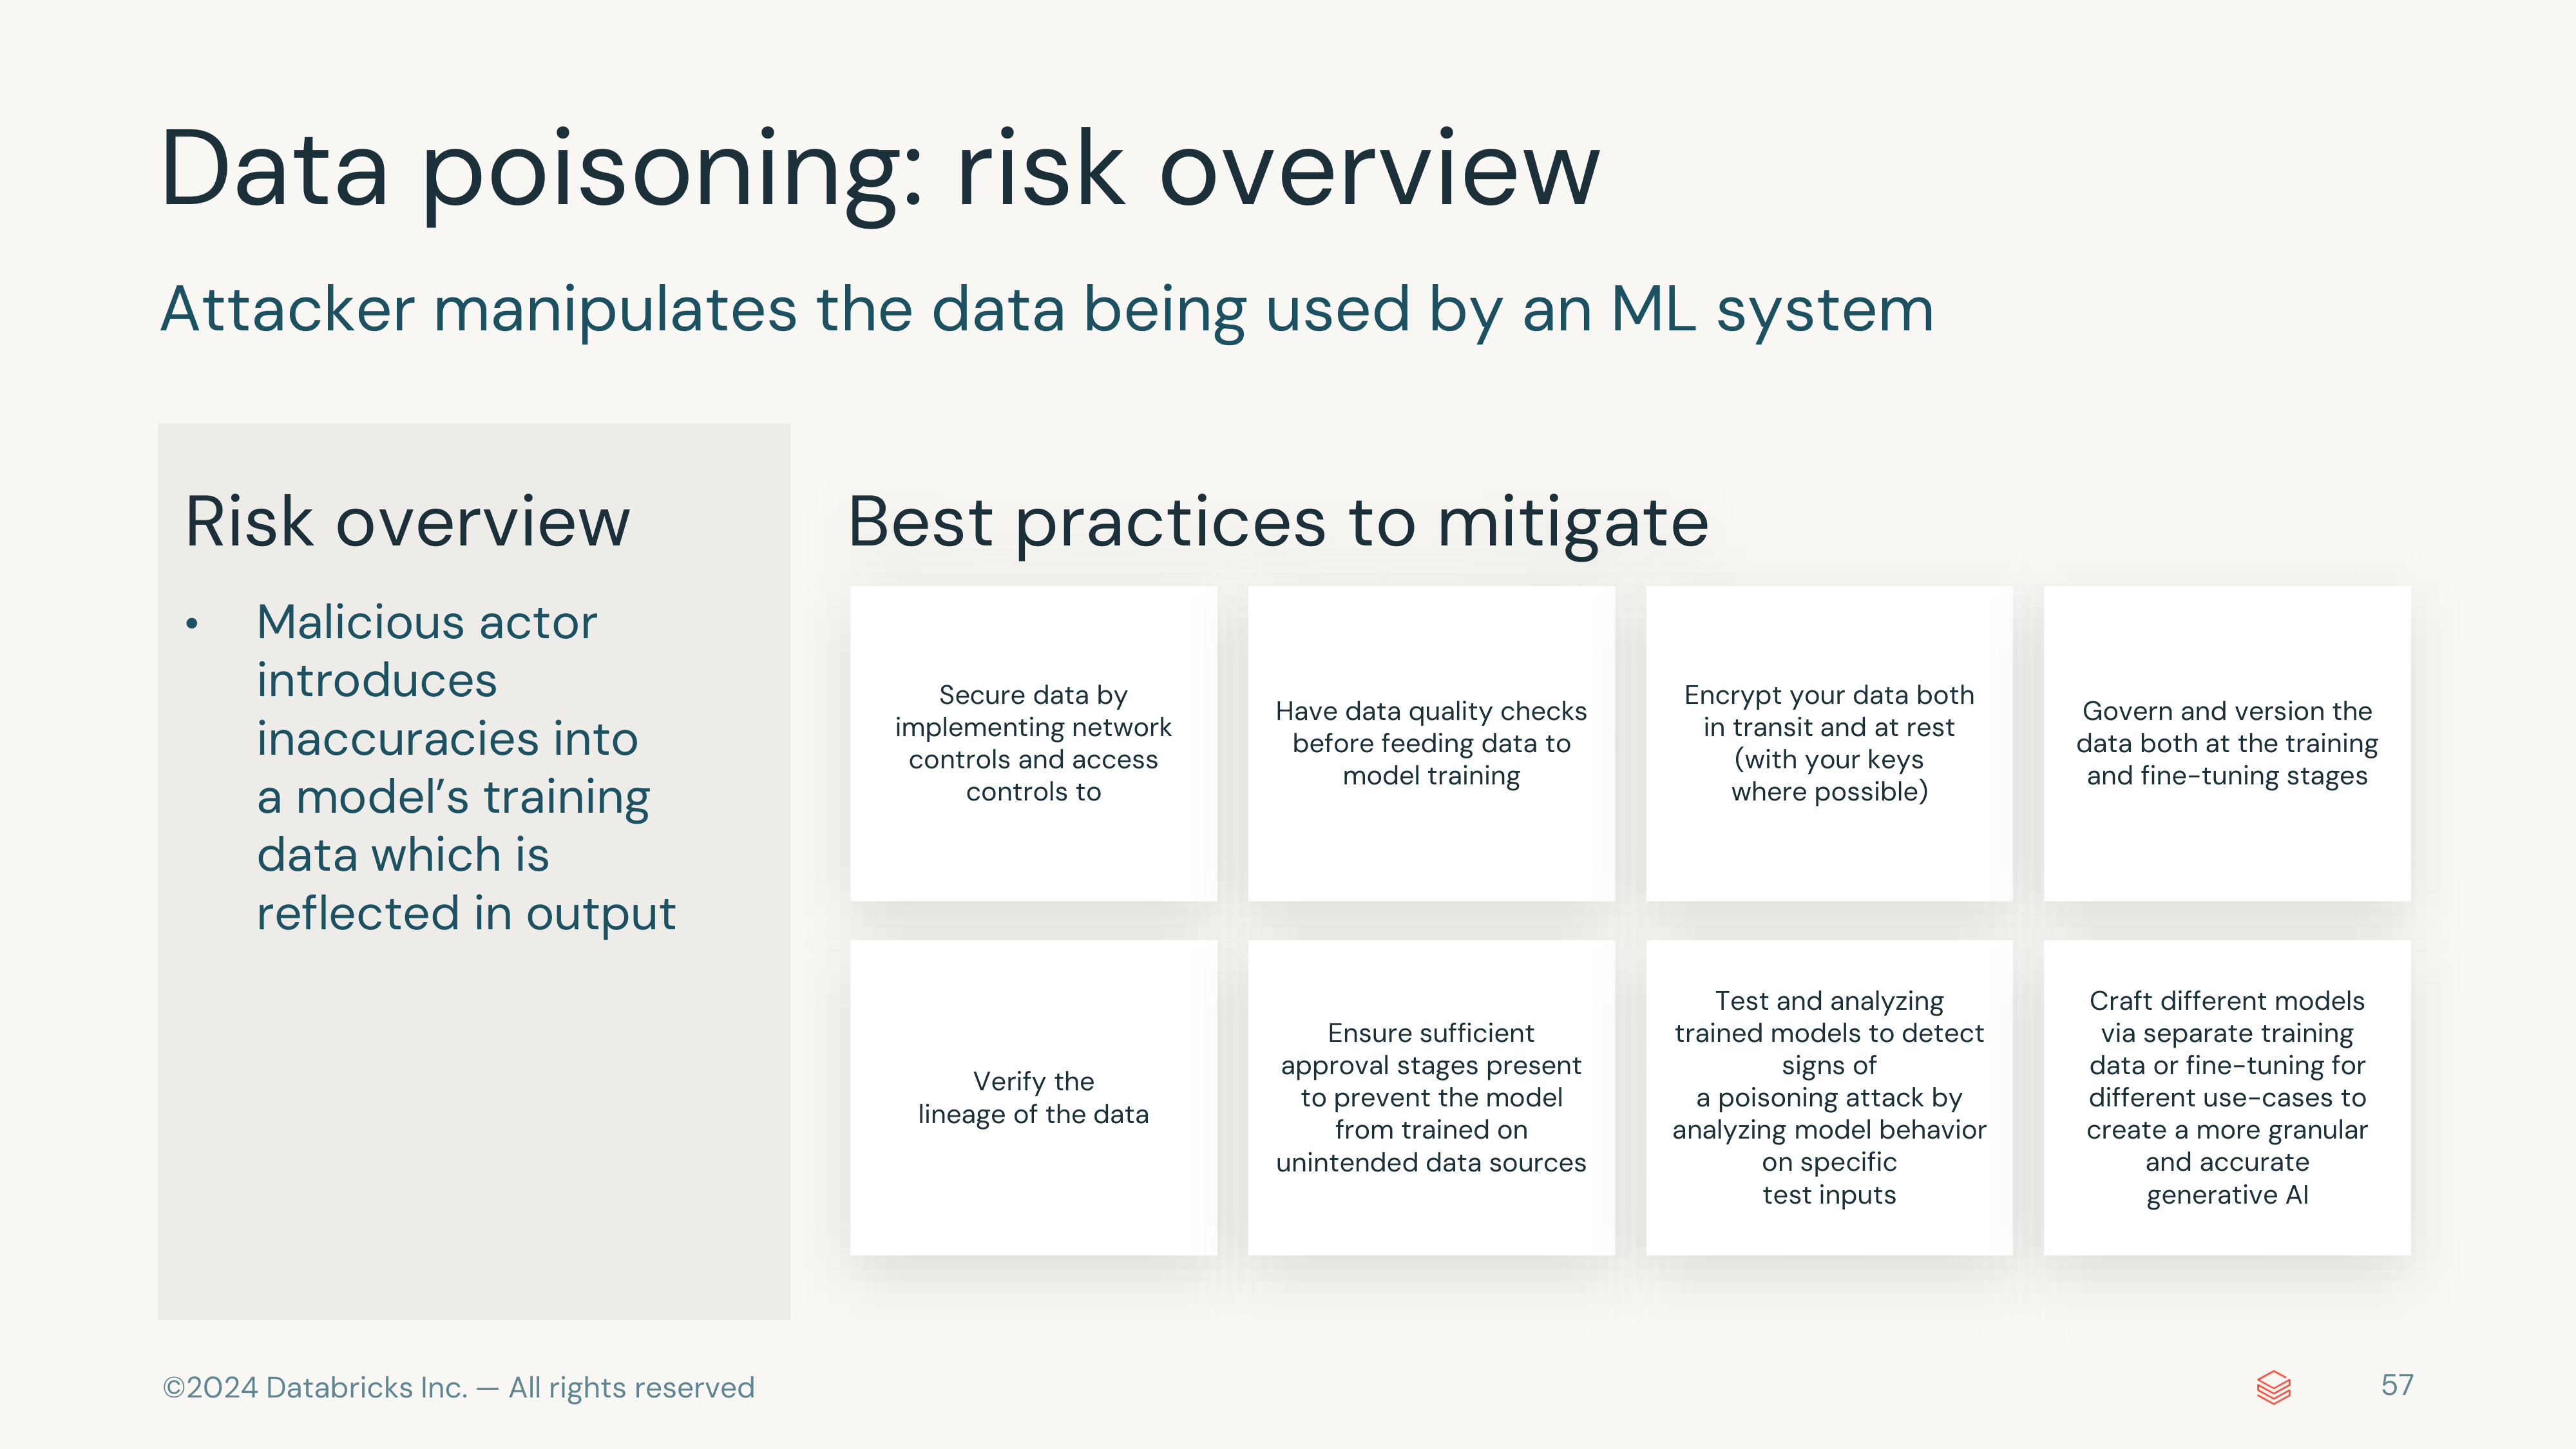 Data poisoning: risk overview
Attacker manipulates the data being used by an ML system
Risk overview
• Malicious actor
introduces
inaccuracies into
a model’s training
data which is
reflected in output
Best practices to mitigate
Secure data by
implementing network
controls and access
controls to
Have data quality checks
before feeding data to
model training
Encrypt your data both
in transit and at rest
(with your keys
where possible)
Govern and version the
data both at the training
and fine-tuning stages
Verify the
lineage of the data
Ensure sufficient
approval stages present
to prevent the model
from trained on
unintended data sources
Test and analyzing
trained models to detect
signs of
a poisoning attack by
analyzing model behavior
on specific
test inputs
Craft different models
via separate training
data or fine-tuning for
different use-cases to
create a more granular
and accurate
generative AI
©2024 Databricks Inc. — All rights reserved
57